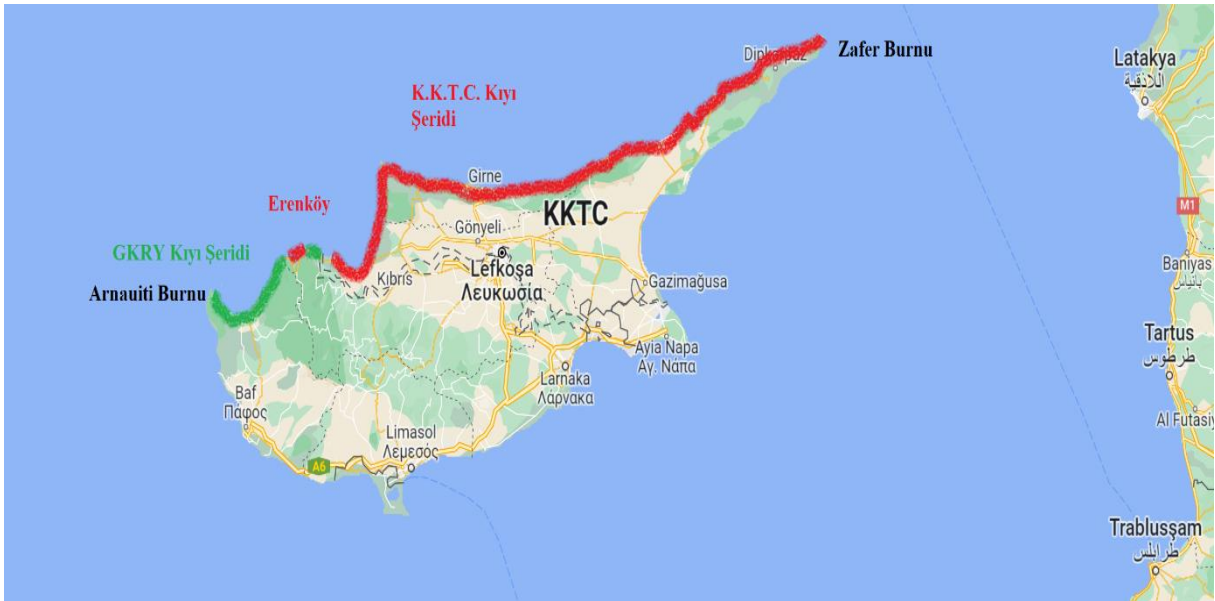 Zafer Burnu
Dipkarpaz
Latakya
اللاذقية
K.K.T.C. Kıyı
Şeridi
Girne
Erenköy
KKTC
M1
Gönyeli
GKRY Kıyı Şeridi
Lefkoşa
Λευκωσία
Kıbrıs
Baniyas
بانياس
Arnauiti Burnu
Gazimağusa
Tartus
طرطوس
Ayia Napa
Αγ. Νάπα
Larnaka
Λάρνακα
Baf
Πάφος
Al Futasiy
Limasol
Λεμεσός
A6
Trablusşam
طرابلس